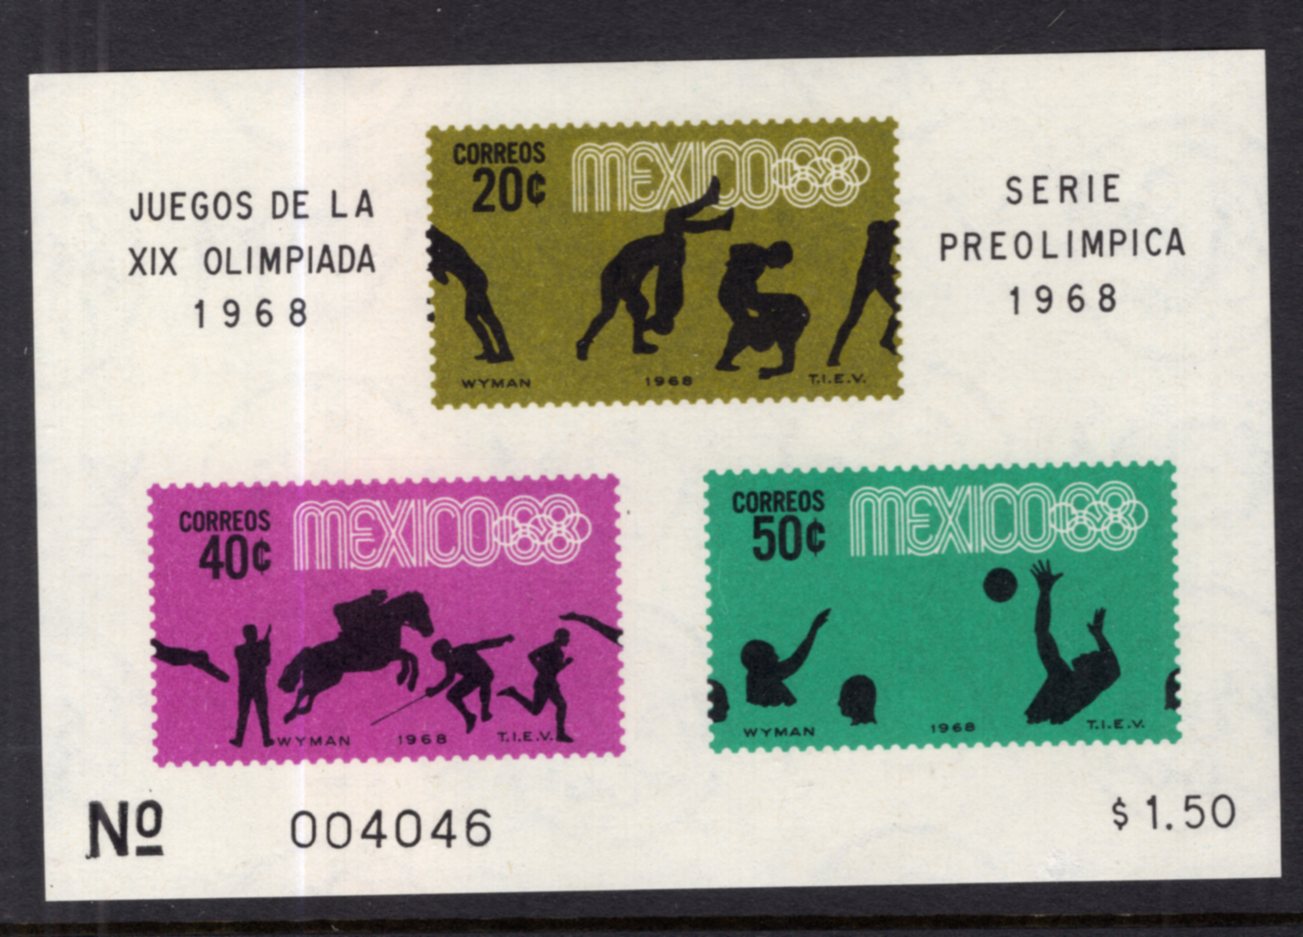 JUEGOS DE LA
XIX OLIMPIADA
1968
CORREOS
20¢
MEXICO68
WYMAN 1968 T.I.E.V.
SERIE
PREOLIMPICA
1968
CORREOS
40¢
MEXICO68
WYMAN 1968 T.I.E.V.
CORREOS
50¢
MEXICO68
WYMAN 1968 T.I.E.V.
Nº 004046
$1.50